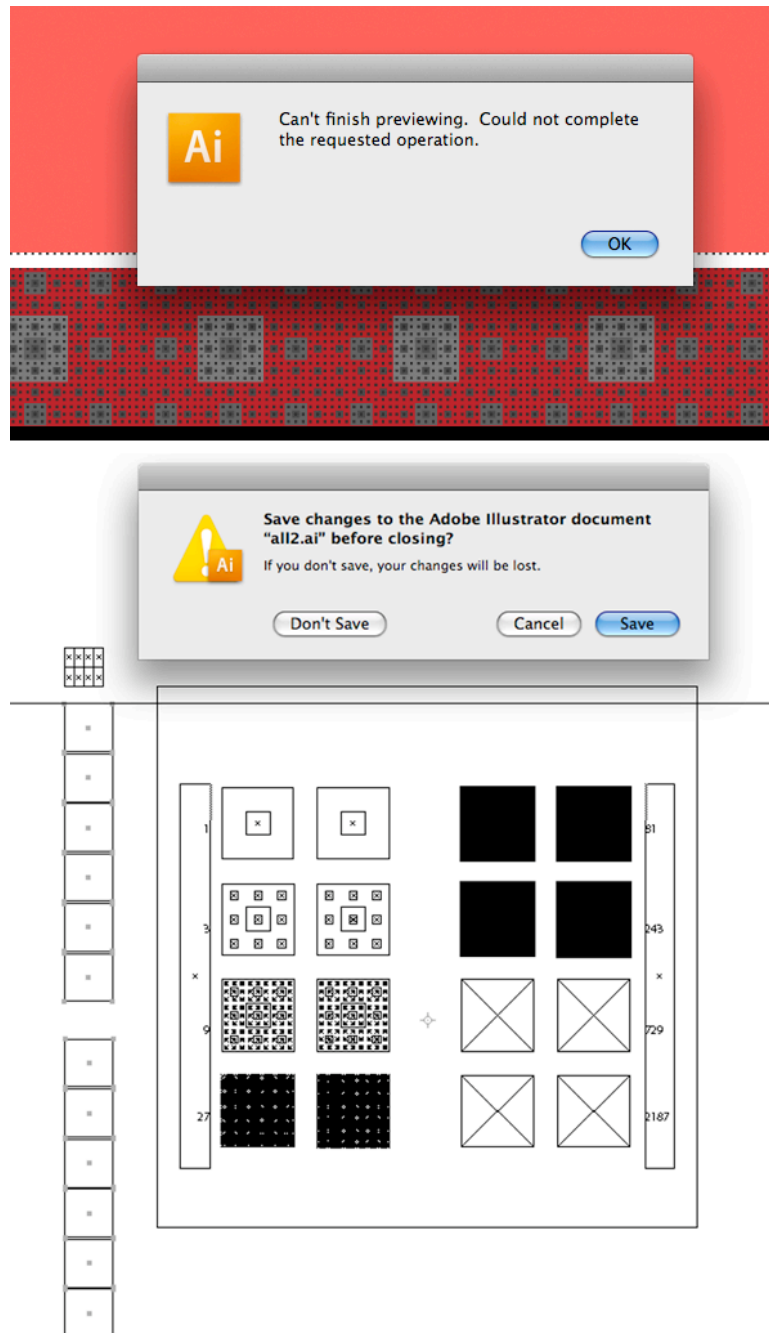 Can't finish previewing. Could not complete
the requested operation.
Ai
OK
Save changes to the Adobe Illustrator document
“all2.ai” before closing?
If you don't save, your changes will be lost.
Ai
Don't Save
Cancel
Save
1
81
3
243
9
729
27
2187